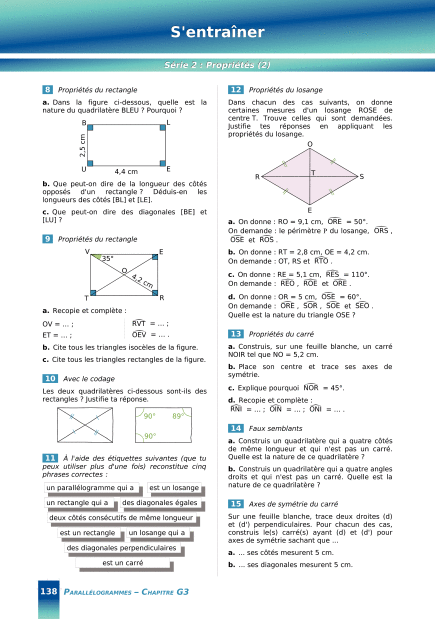 S'entraîner
Série 2 : Propriétés (2)
8 Propriétés du rectangle
a. Dans la figure ci-dessous, quelle est la
nature du quadrilatère BLEU ? Pourquoi ?
B L
2,5 cm
U E
4,4 cm
b. Que peut-on dire de la longueur des côtés
opposés d'un rectangle ? Déduis-en les
longueurs des côtés [BL] et [LE].
c. Que peut-on dire des diagonales [BE] et
[LU] ?
9 Propriétés du rectangle
V E
35°
O
4,2 cm
T R
a. Recopie et complète :
OV = ... ; RVT = ... ;
ET = ... ; OEV = ... .
b. Cite tous les triangles isocèles de la figure.
c. Cite tous les triangles rectangles de la figure.
10 Avec le codage
Les deux quadrilatères ci-dessous sont-ils des
rectangles ? Justifie ta réponse.
90° 89°
90°
11 À l'aide des étiquettes suivantes (que tu
peux utiliser plus d'une fois) reconstitue cinq
phrases correctes :
un parallélogramme qui a est un losange
un rectangle qui a des diagonales égales
deux côtés consécutifs de même longueur
est un rectangle un losange qui a
des diagonales perpendiculaires
est un carré
12 Propriétés du losange
Dans chacun des cas suivants, on donne
certaines mesures d'un losange ROSE de
centre T. Trouve celles qui sont demandées.
Justifie tes réponses en appliquant les
propriétés du losange.
O
R T S
E
a. On donne : RO = 9,1 cm, ORE = 50°.
On demande : le périmètre P du losange, ORS ,
OSE et ROS .
b. On donne : RT = 2,8 cm, OE = 4,2 cm.
On demande : OT, RS et RTO .
c. On donne : RE = 5,1 cm, RES = 110°.
On demande : REO , ROE et ORE .
d. On donne : OR = 5 cm, OSE = 60°.
On demande : ORE , SOR , SOE et SEO .
Quelle est la nature du triangle OSE ?
13 Propriétés du carré
a. Construis, sur une feuille blanche, un carré
NOIR tel que NO = 5,2 cm.
b. Place son centre et trace ses axes de
symétrie.
c. Explique pourquoi NOR = 45°.
d. Recopie et complète :
RNI = ... ; OIN = ... ; ONI = ... .
14 Faux semblants
a. Construis un quadrilatère qui a quatre côtés
de même longueur et qui n'est pas un carré.
Quelle est la nature de ce quadrilatère ?
b. Construis un quadrilatère qui a quatre angles
droits et qui n'est pas un carré. Quelle est la
nature de ce quadrilatère ?
15 Axes de symétrie du carré
Sur une feuille blanche, trace deux droites (d)
et (d') perpendiculaires. Pour chacun des cas,
construis le(s) carré(s) ayant (d) et (d') pour
axes de symétrie sachant que ...
a. ... ses côtés mesurent 5 cm.
b. ... ses diagonales mesurent 5 cm.
138 PARALLÉLOGRAMMES – CHAPITRE G3